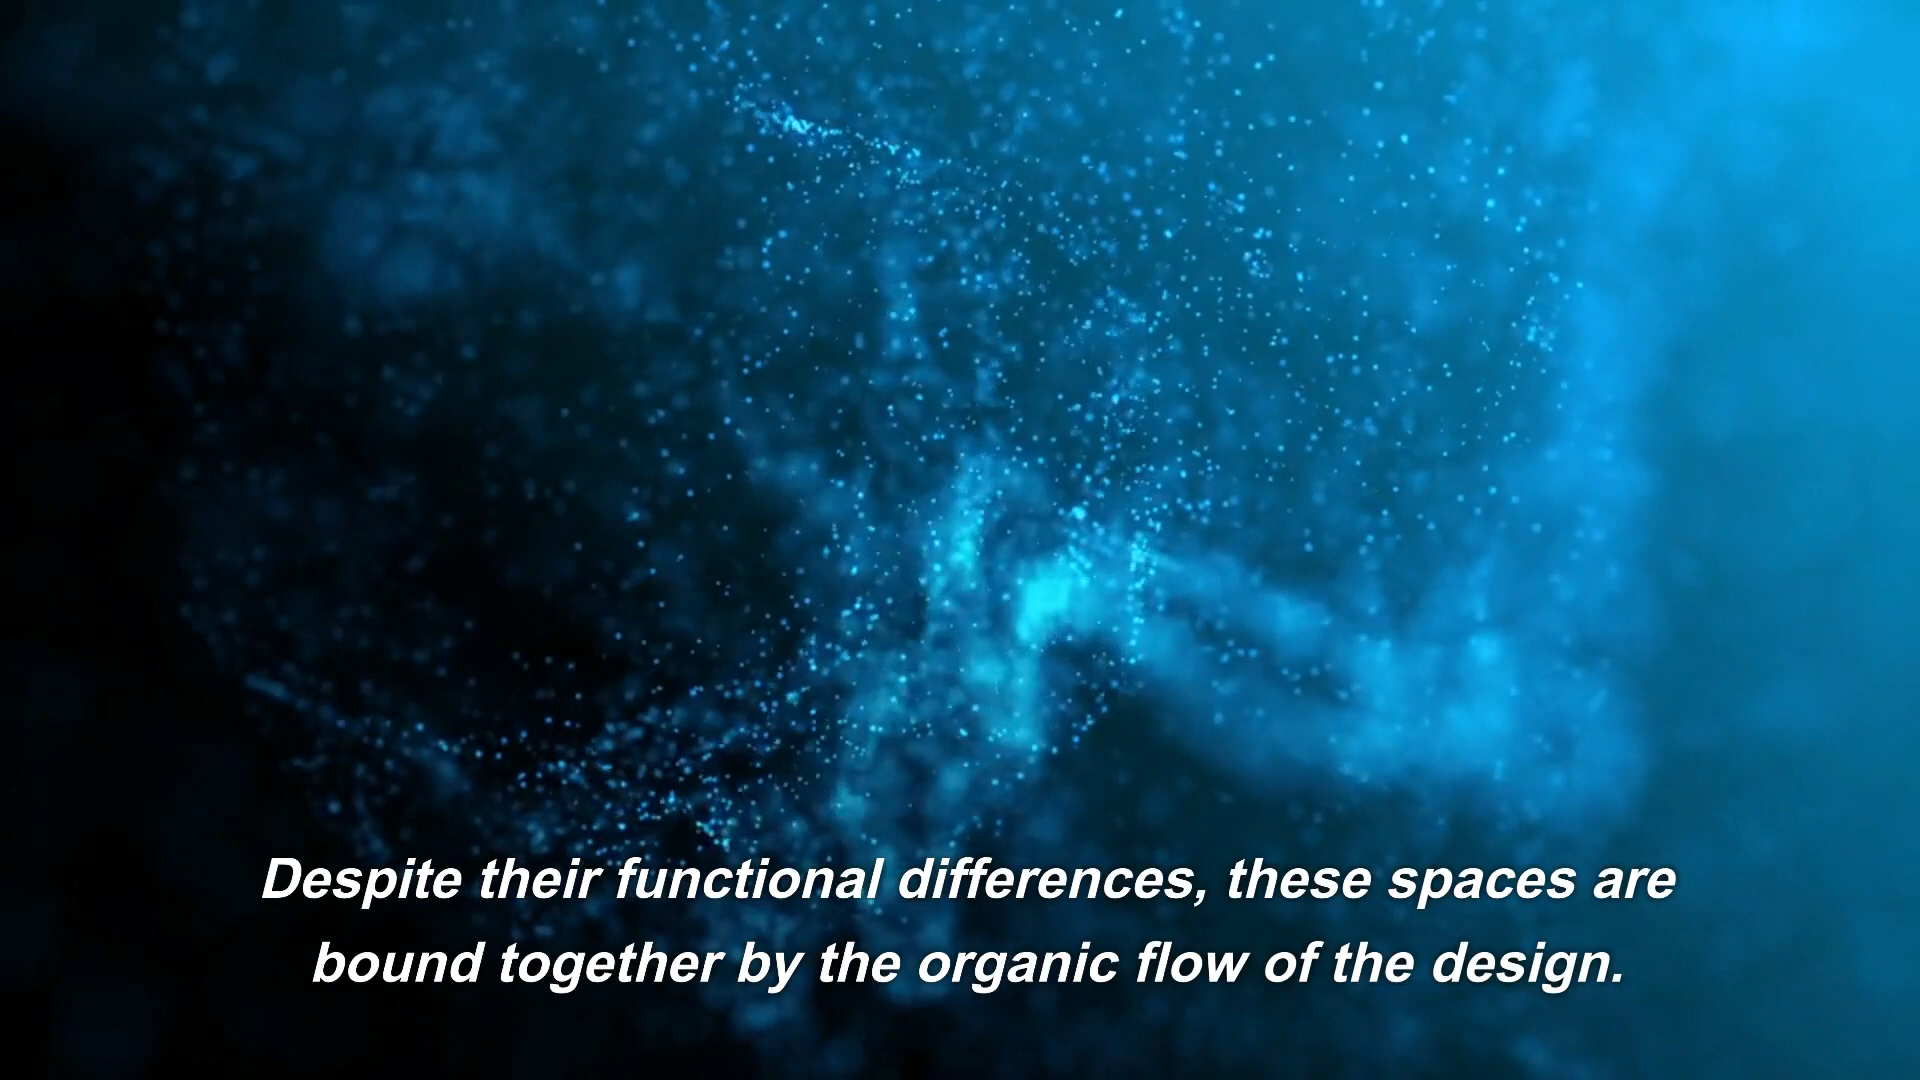 Despite their functional differences, these spaces are
bound together by the organic flow of the design.